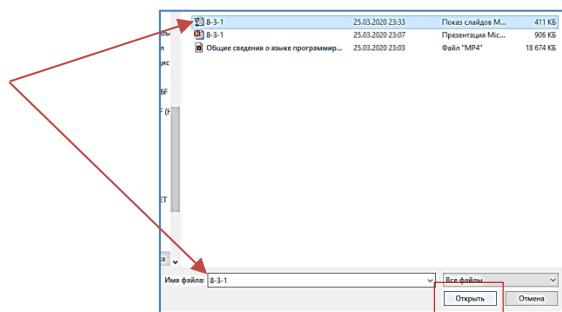 8-3-1 25.03.2020 23:33 Показ слайдов M... 411 КБ
8-3-1 25.03.2020 23:07 Презентация Mic... 906 КБ
Общие сведения о языке программир... 25.03.2020 23:03 Файл "MP4" 18 674 КБ
Имя файла: 8-3-1 Все файлы
Открыть Отмена